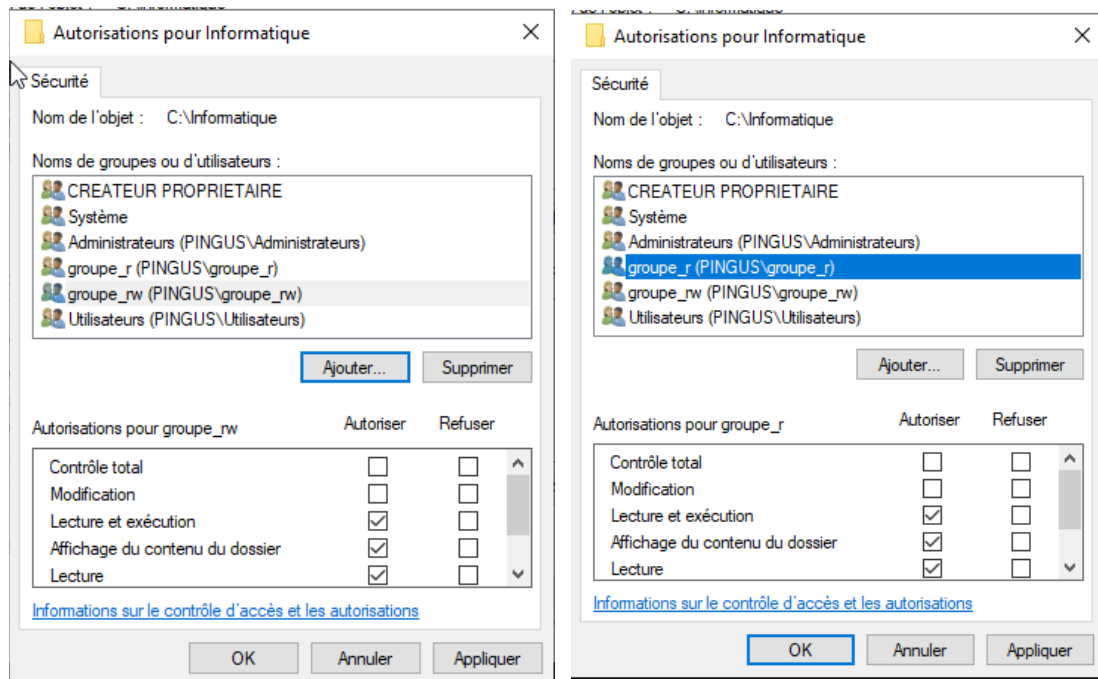 Autorisations pour Informatique
Sécurité
Nom de l'objet : C:\Informatique
Noms de groupes ou d'utilisateurs :
CREATEUR PROPRIETAIRE
Système
Administrateurs (PINGUS\Administrateurs)
groupe_r (PINGUS\groupe_r)
groupe_rw (PINGUS\groupe_rw)
Utilisateurs (PINGUS\Utilisateurs)
Ajouter... Supprimer
Autorisations pour groupe_rw Autoriser Refuser
Contrôle total
Modification
Lecture et exécution
Affichage du contenu du dossier
Lecture
Informations sur le contrôle d'accès et les autorisations
OK Annuler Appliquer
Autorisations pour Informatique
Sécurité
Nom de l'objet : C:\Informatique
Noms de groupes ou d'utilisateurs :
CREATEUR PROPRIETAIRE
Système
Administrateurs (PINGUS\Administrateurs)
groupe_r (PINGUS\groupe_r)
groupe_rw (PINGUS\groupe_rw)
Utilisateurs (PINGUS\Utilisateurs)
Ajouter... Supprimer
Autorisations pour groupe_r Autoriser Refuser
Contrôle total
Modification
Lecture et exécution
Affichage du contenu du dossier
Lecture
Informations sur le contrôle d'accès et les autorisations
OK Annuler Appliquer